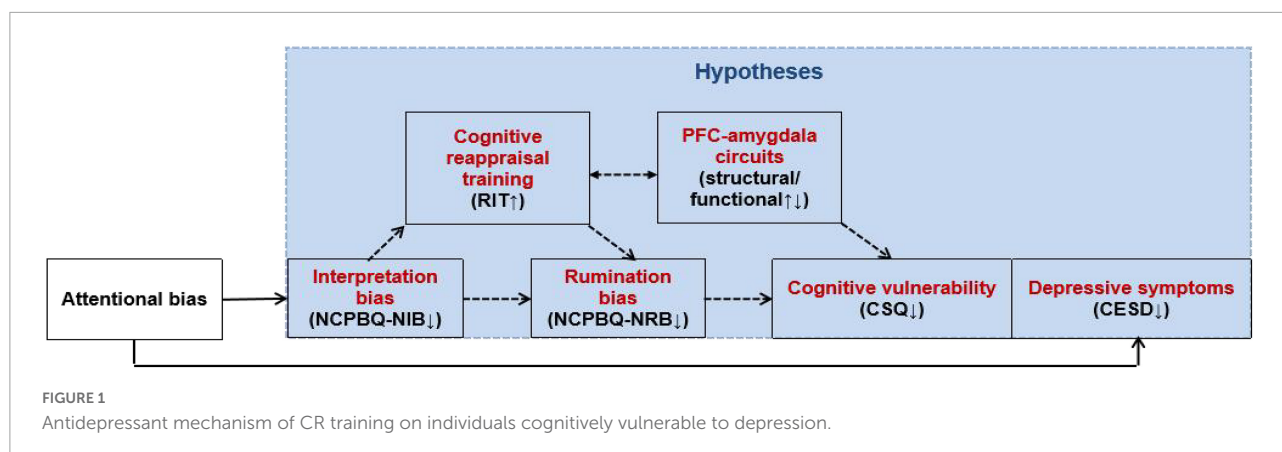 Hypotheses
Cognitive
reappraisal
training
(RIT↑)
PFC-amygdala
circuits
(structural/
functional↑↓)
Attentional bias
Interpretation
bias
(NCPBQ-NIB↓)
Rumination
bias
(NCPBQ-NRB↓)
Cognitive vulnerability
(CSQ↓)
Depressive symptoms
(CESD↓)
FIGURE 1
Antidepressant mechanism of CR training on individuals cognitively vulnerable to depression.